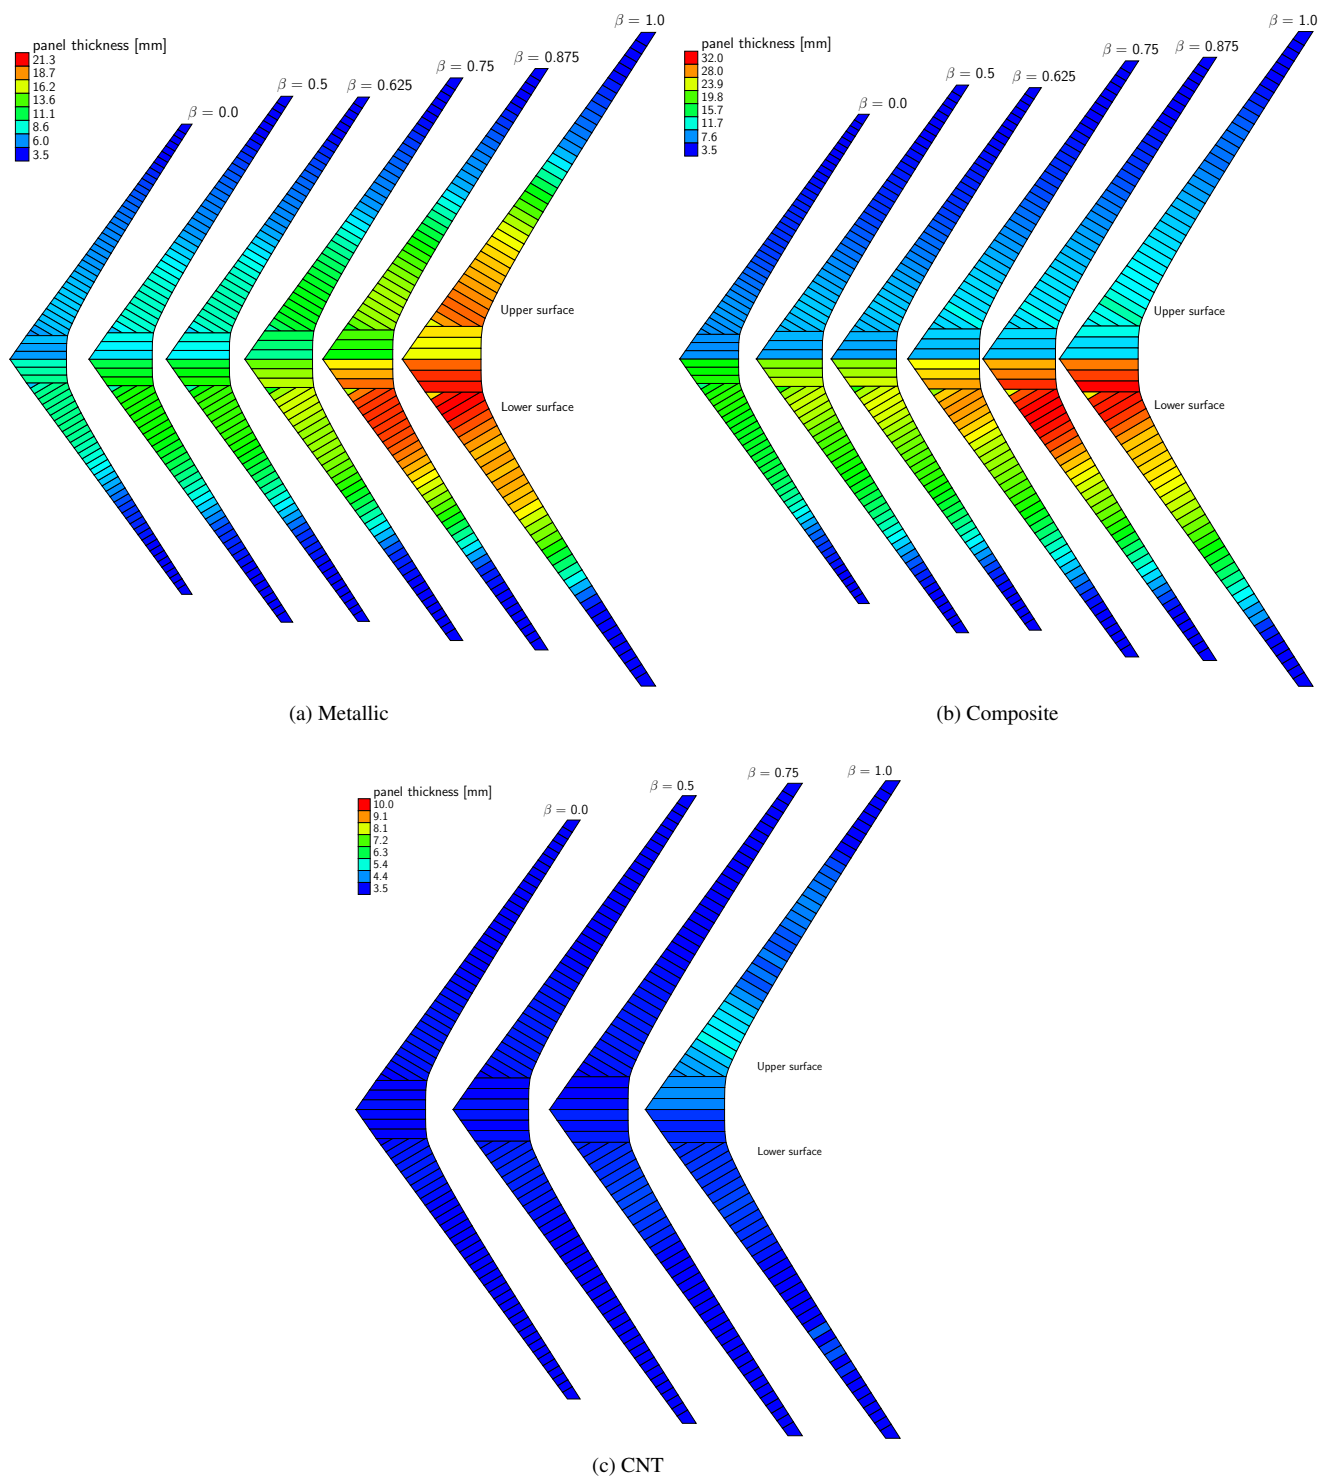 β = 1.0
panel thickness [mm]
21.3
18.7
16.2
13.6
11.1
8.6
6.0
3.5
β = 0.0
β = 0.5
β = 0.625
β = 0.75
β = 0.875
Upper surface
Lower surface
(a) Metallic
β = 1.0
panel thickness [mm]
32.0
28.0
23.9
19.8
15.7
11.7
7.6
3.5
β = 0.0
β = 0.5
β = 0.625
β = 0.75
β = 0.875
Upper surface
Lower surface
(b) Composite
panel thickness [mm]
10.0
9.1
8.1
7.2
6.3
5.4
4.4
3.5
β = 0.0
β = 0.5
β = 0.75
β = 1.0
Upper surface
Lower surface
(c) CNT